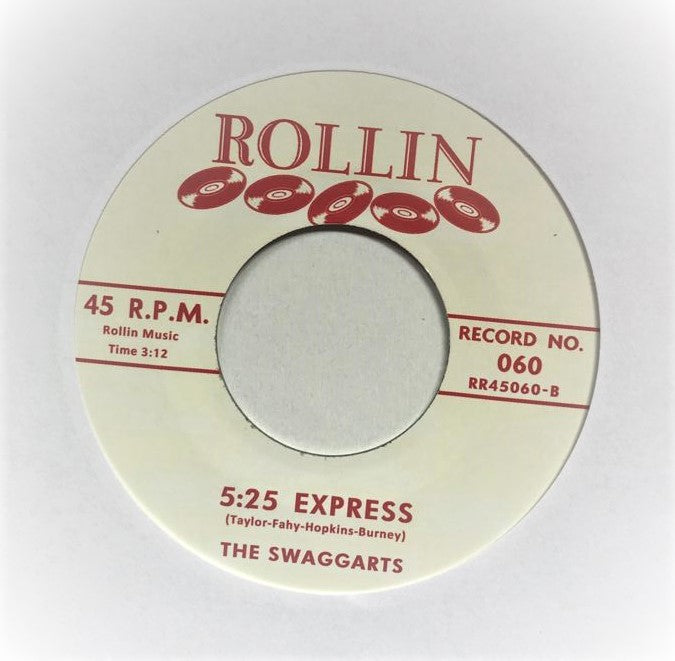 ROLLIN
45 R.P.M.
Rollin Music
Time 3:12
RECORD NO.
060
RR45060-B
5:25 EXPRESS
(Taylor-Fahy-Hopkins-Burney)
THE SWAGGARTS